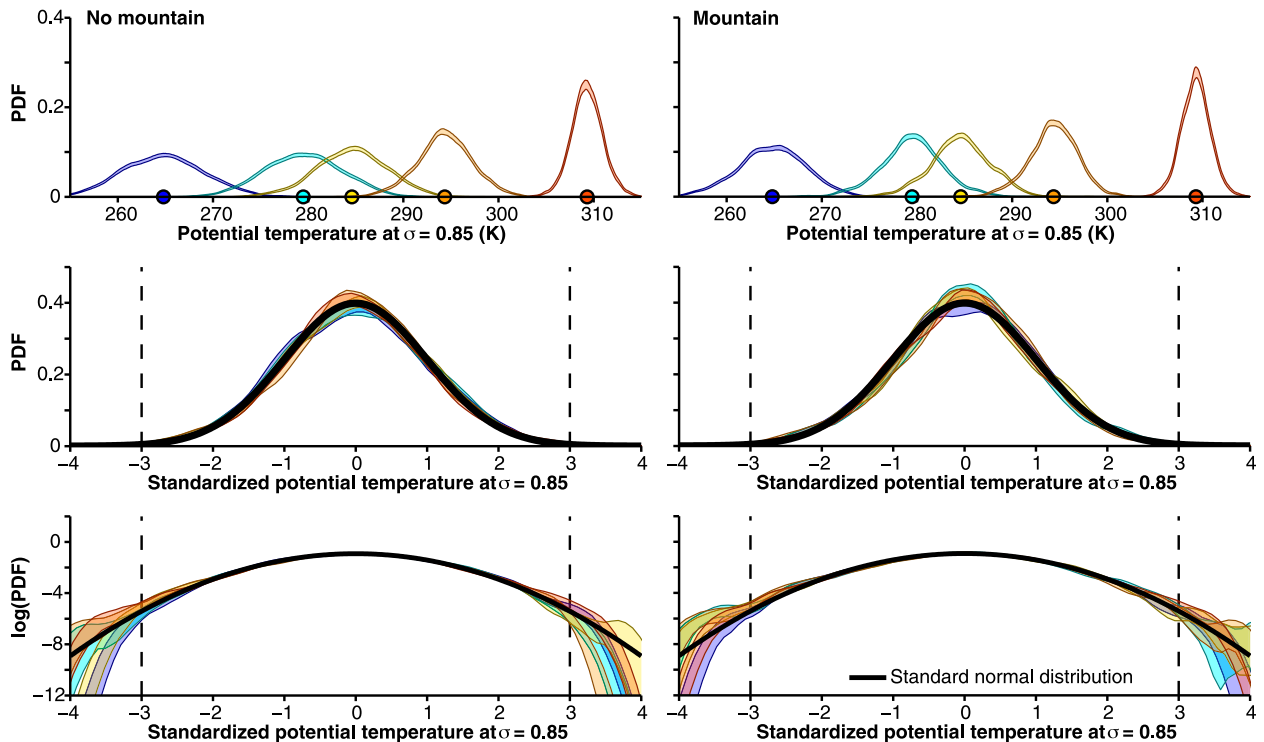 No mountain
Mountain
PDF
0.4
0.2
0
260 270 280 290 300 310
Potential temperature at σ = 0.85 (K)
0.4
0.2
0
260 270 280 290 300 310
Potential temperature at σ = 0.85 (K)
PDF
0.4
0.2
0
−4 −3 −2 −1 0 1 2 3 4
Standardized potential temperature at σ = 0.85
0.4
0.2
0
−4 −3 −2 −1 0 1 2 3 4
Standardized potential temperature at σ = 0.85
log(PDF)
0
−4
−8
−12
−4 −3 −2 −1 0 1 2 3 4
Standardized potential temperature at σ = 0.85
0
−4
−8
−12
Standard normal distribution
−4 −3 −2 −1 0 1 2 3 4
Standardized potential temperature at σ = 0.85